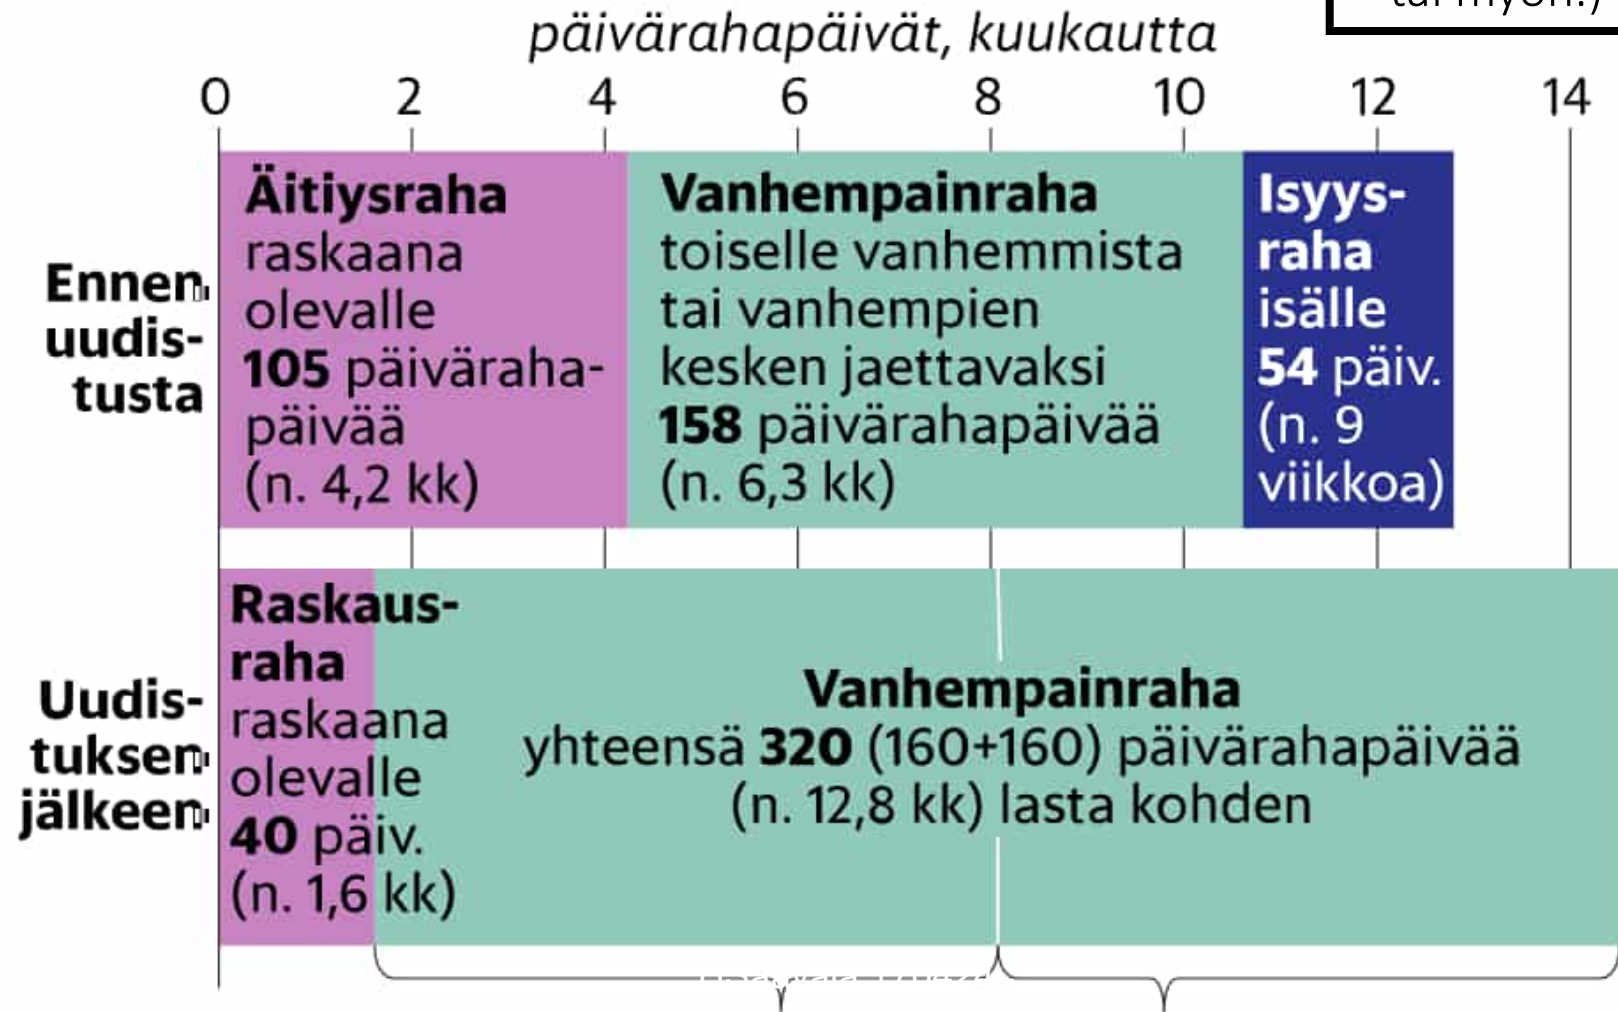 päivärahapäivät, kuukautta
0 2 4 6 8 10 12 14
Ennen
uudis-
tusta
Äitiysraha
raskaana
olevalle
105 päiväraha-
päivää
(n. 4,2 kk)
Vanhempainraha
toiselle vanhemmista
tai vanhempien
kesken jaettavaksi
158 päivärahapäivää
(n. 6,3 kk)
Isyys-
raha
isälle
54 päiv.
(n. 9
viikkoa)
Uudis-
tuksen
jälkeen
Raskaus-
raha
raskaana
olevalle
40 päiv.
(n. 1,6 kk)
Vanhempainraha
yhteensä 320 (160+160) päivärahapäivää
(n. 12,8 kk) lasta kohden